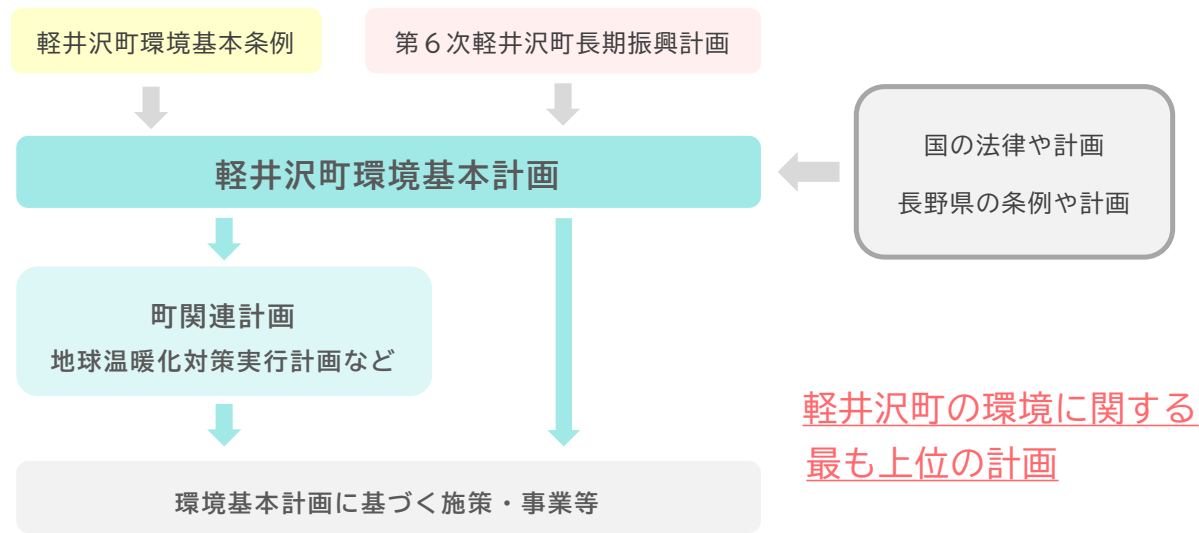 軽井沢町環境基本条例
第６次軽井沢町長期振興計画
国の法律や計画
長野県の条例や計画
軽井沢町環境基本計画
町関連計画
地球温暖化対策実行計画など
軽井沢町の環境に関する
最も上位の計画
環境基本計画に基づく施策・事業等